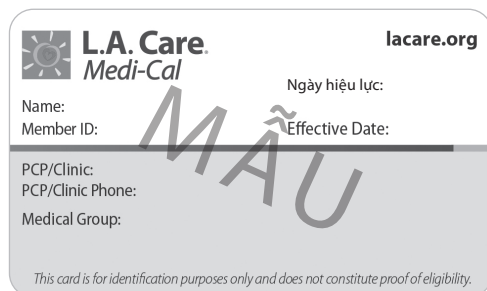 L.A. Care®
Medi-Cal
lacare.org
Ngày hiệu lực:
Name:
Member ID:
Effective Date:
MẪU
PCP/Clinic:
PCP/Clinic Phone:
Medical Group:
This card is for identification purposes only and does not constitute proof of eligibility.